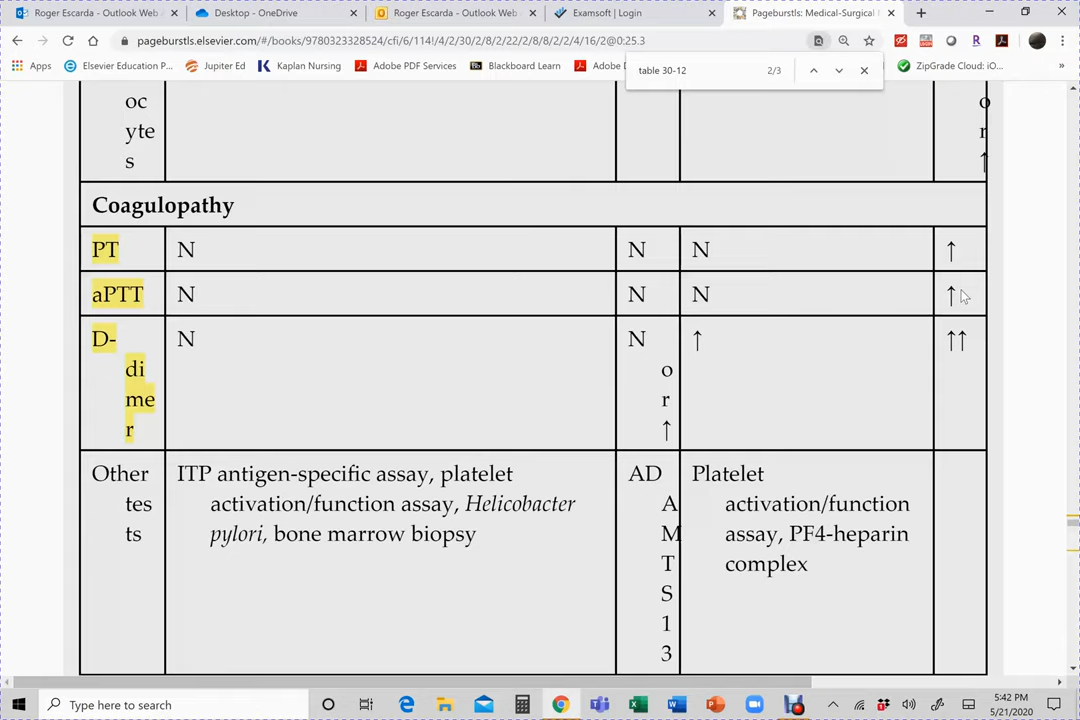 Roger Escarda - Outlook Web A
Desktop - OneDrive
Roger Escarda - Outlook Web
Examsoft | Login
Pageburstls: Medical-Surgical
pageburstls.elsevier.com/#/books/9780323328524/cfi/6/114!/4/2/30/2/8/2/22/2/8/8/2/2/4/16/2@0:25.3
Apps
Elsevier Education P...
Jupiter Ed
Kaplan Nursing
Adobe PDF Services
Blackboard Learn
Adobe D
ZipGrade Cloud: iO...
»
table 30-12
2/3
oc
yte
s
o
r
↑
Coagulopathy
PT N N N ↑
aPTT N N N ↑
D-
di
me
r
N
N
o
r
↑
↑
↑↑
Other
tes
ts
ITP antigen-specific assay, platelet
activation/function assay, Helicobacter
pylori, bone marrow biopsy
AD
A
M
T
S
1
3
Platelet
activation/function
assay, PF4-heparin
complex
Type here to search
5:42 PM
5/21/2020